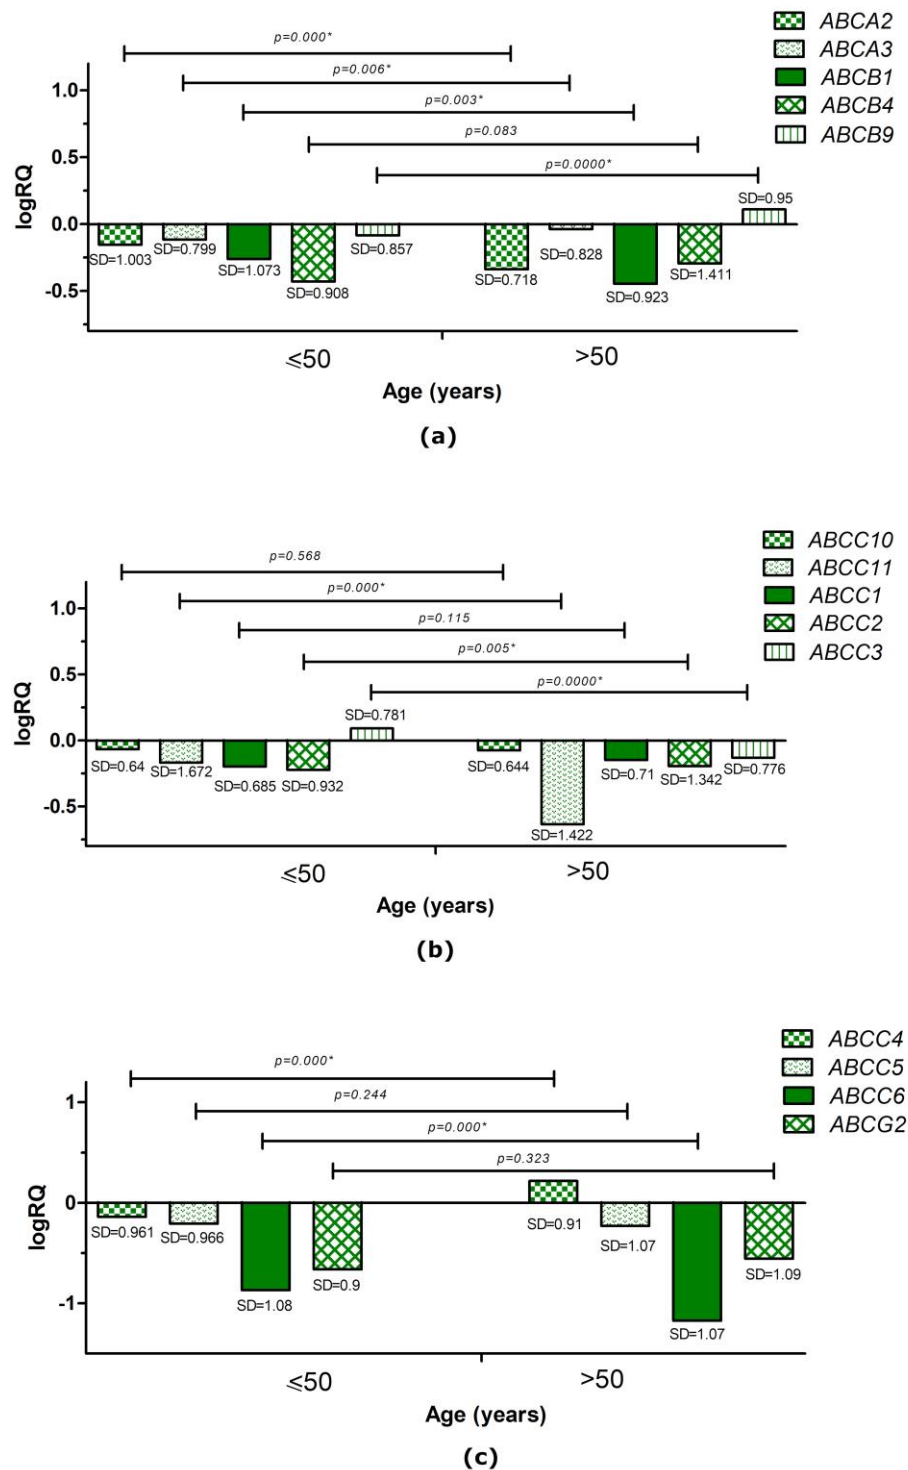 ABCA2
ABCA3
ABCB1
ABCB4
ABCB9
p=0.000*
p=0.006*
p=0.003*
p=0.083
p=0.0000*
logRQ
1.0
0.5
0.0
-0.5
SD=1.003
SD=0.799
SD=1.073
SD=0.908
SD=0.857
SD=0.718
SD=0.828
SD=0.923
SD=1.411
SD=0.95
≤50
>50
Age (years)
(a)
ABCC10
ABCC11
ABCC1
ABCC2
ABCC3
p=0.568
p=0.000*
p=0.115
p=0.005*
p=0.0000*
logRQ
1.0
0.5
0.0
-0.5
SD=0.64
SD=1.672
SD=0.685
SD=0.932
SD=0.781
SD=0.644
SD=1.422
SD=0.71
SD=1.342
SD=0.776
≤50
>50
Age (years)
(b)
ABCC4
ABCC5
ABCC6
ABCG2
p=0.000*
p=0.244
p=0.000*
p=0.323
logRQ
1
0
-1
SD=0.961
SD=0.966
SD=1.08
SD=0.9
SD=0.91
SD=1.07
SD=1.07
SD=1.09
≤50
>50
Age (years)
(c)